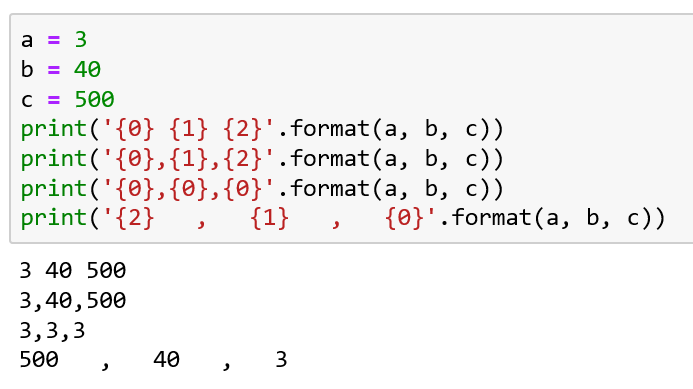 a = 3
b = 40
c = 500
print('{0} {1} {2}'.format(a, b, c))
print('{0},{1},{2}'.format(a, b, c))
print('{0},{0},{0}'.format(a, b, c))
print('{2}   ,   {1}   ,   {0}'.format(a, b, c))
3 40 500
3,40,500
3,3,3
500   ,   40   ,   3